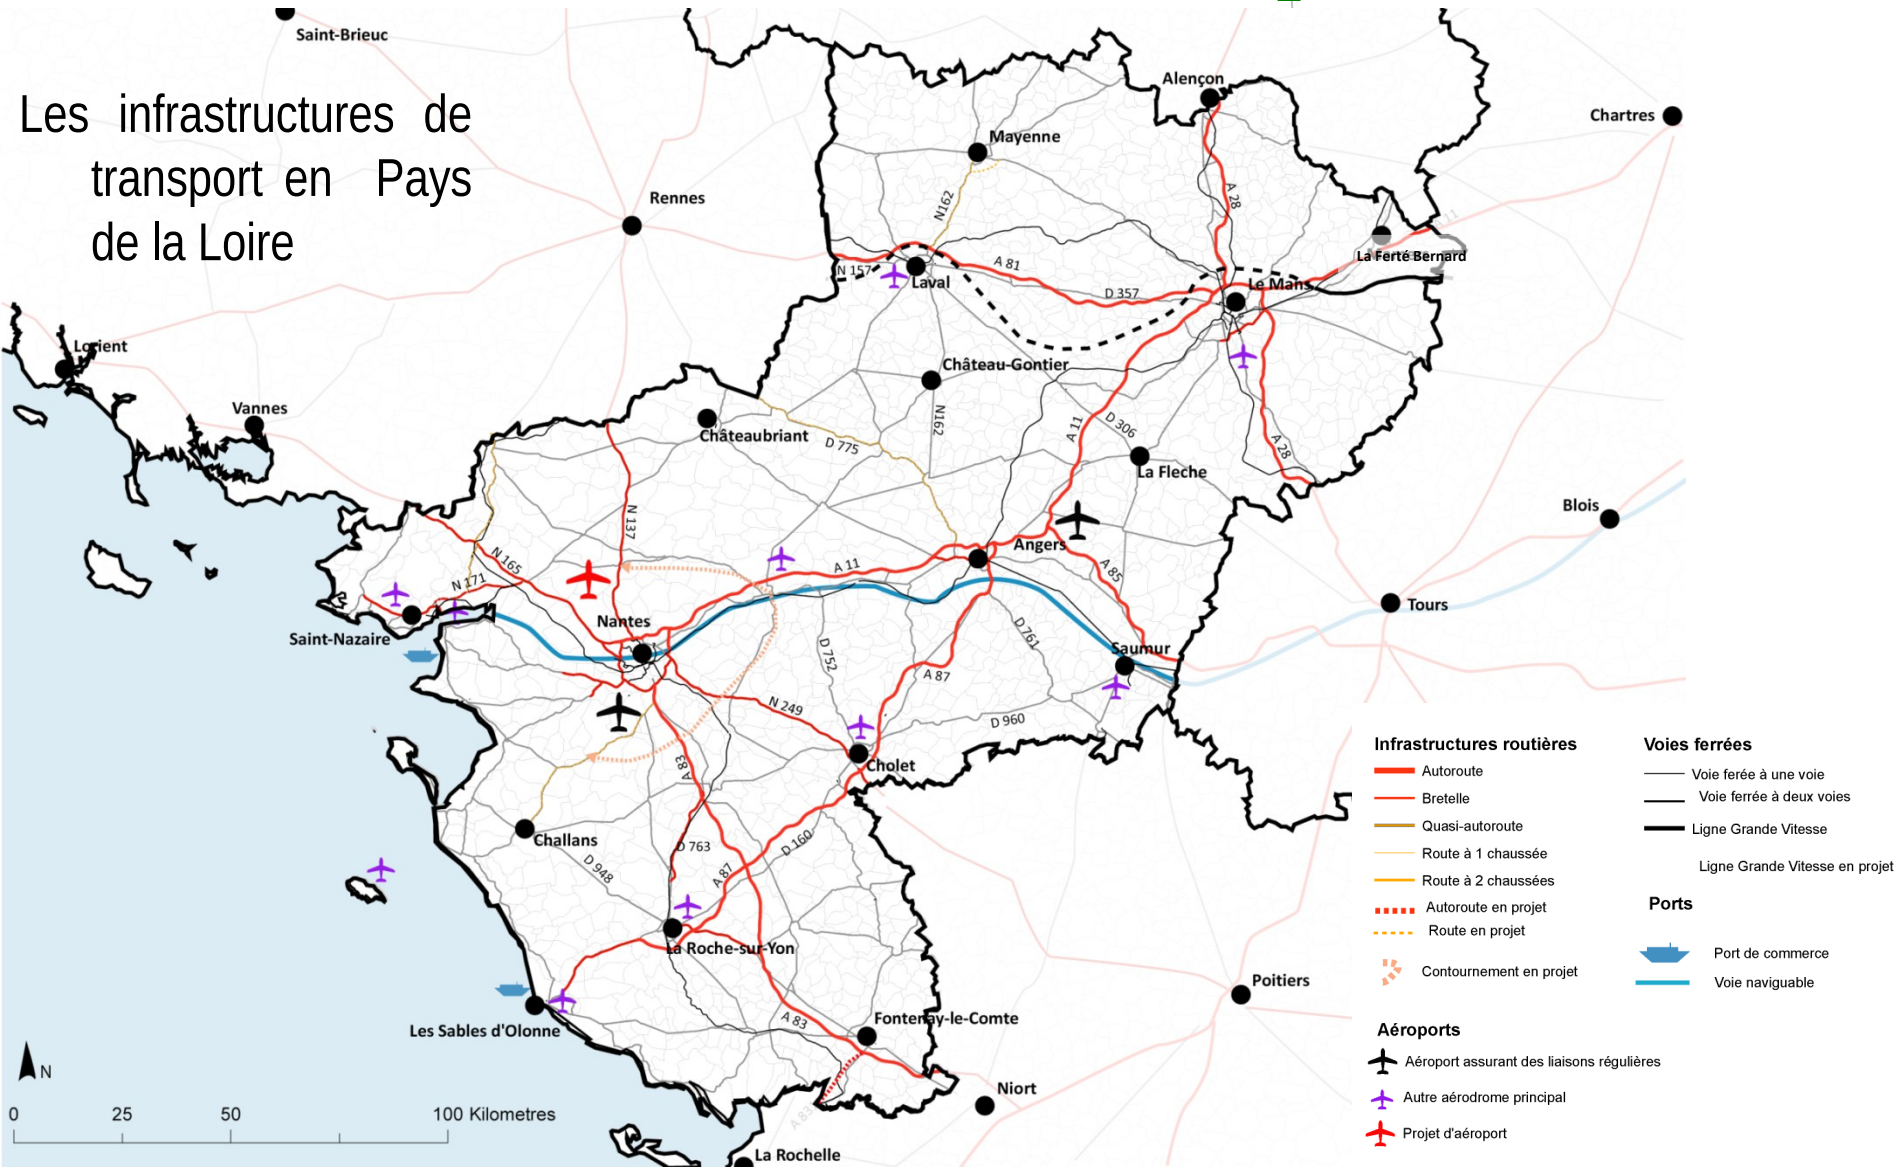 Les infrastructures de
transport en Pays
de la Loire
Saint-Brieuc
Alençon
Chartres
Mayenne
Rennes
N162
A 28
11
La Ferté Bernard
N 157
Laval
A 81
D 357
Le Mans
Lorient
Château-Gontier
Vannes
Châteaubriant
N162
D 775
A 11
D 306
La Fleche
A 28
Blois
N 137
Angers
N 165
A 11
A 85
N 171
Tours
Nantes
Saint-Nazaire
D 752
D 761
Saumur
A 87
N 249
D 960
A 83
Cholet
Challans
D 763
D 160
D 948
A 87
La Roche-sur-Yon
Poitiers
Les Sables d'Olonne
A 83
Fontenay-le-Comte
Niort
A 83
La Rochelle
N
0 25 50 100 Kilometres
Infrastructures routières
Autoroute
Bretelle
Quasi-autoroute
Route à 1 chaussée
Route à 2 chaussées
Autoroute en projet
Route en projet
Contournement en projet
Voies ferrées
Voie ferée à une voie
Voie ferrée à deux voies
Ligne Grande Vitesse
Ligne Grande Vitesse en projet
Ports
Port de commerce
Voie naviguable
Aéroports
Aéroport assurant des liaisons régulières
Autre aérodrome principal
Projet d'aéroport